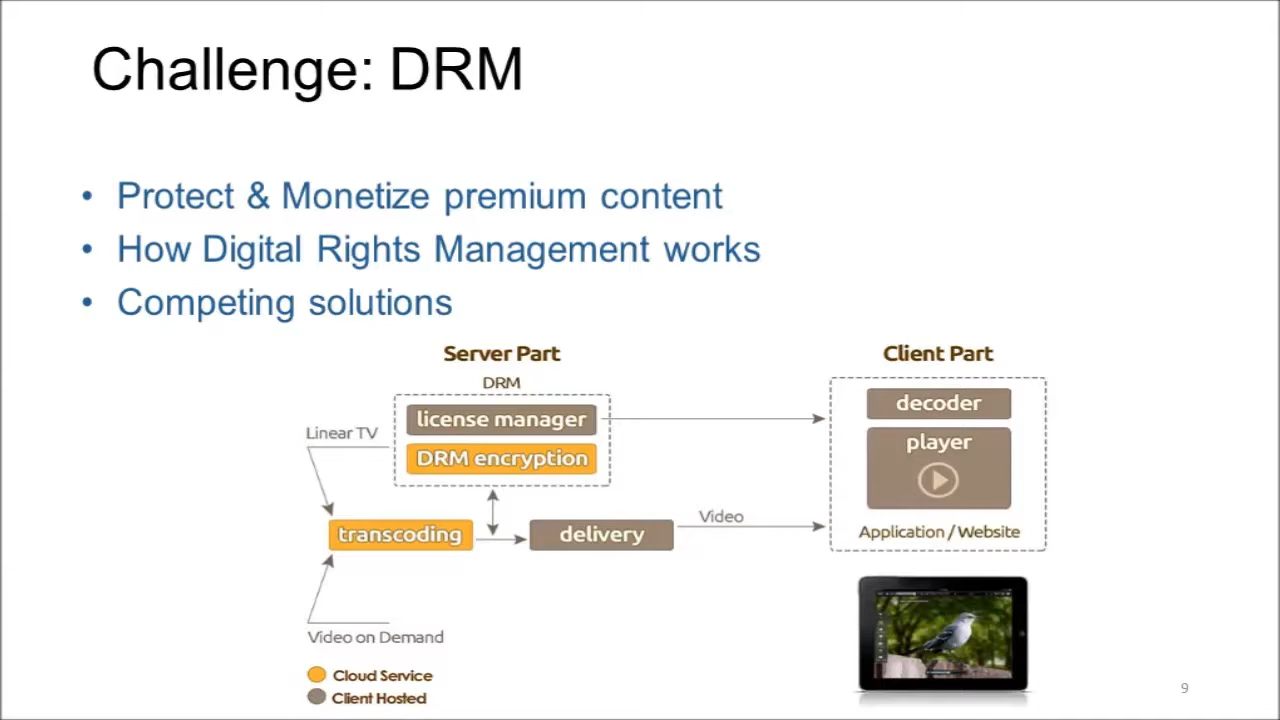 Challenge: DRM
• Protect & Monetize premium content
• How Digital Rights Management works
• Competing solutions
Server Part
Client Part
DRM
license manager
DRM encryption
decoder
player
Application / Website
Linear TV
transcoding
delivery
Video
Video on Demand
Cloud Service
Client Hosted
9